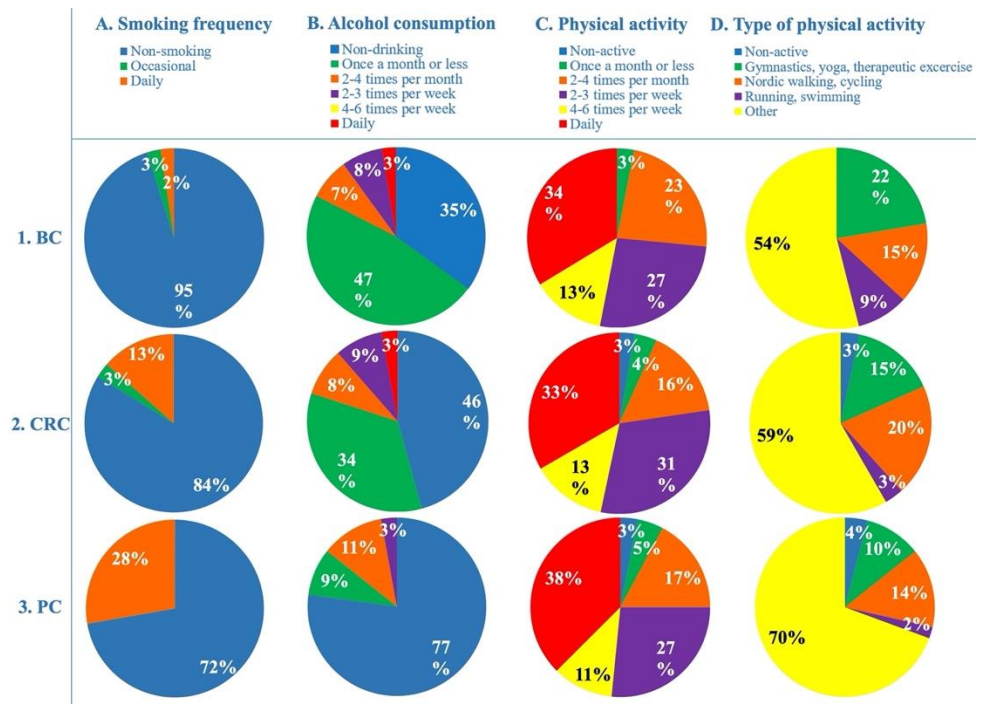 A. Smoking frequency
Non-smoking
Occasional
Daily
B. Alcohol consumption
Non-drinking
Once a month or less
2-4 times per month
2-3 times per week
4-6 times per week
Daily
C. Physical activity
Non-active
Once a month or less
2-4 times per month
2-3 times per week
4-6 times per week
Daily
D. Type of physical activity
Non-active
Gymnastics, yoga, therapeutic excercise
Nordic walking, cycling
Running, swimming
Other
1. BC
3%
2%
95
%
3%
8%
7%
35%
47
%
3%
34
%
23
%
13%
27
%
22
%
54%
15%
9%
2. CRC
13%
3%
84%
3%
9%
8%
46
%
34
%
3%
4%
16%
33%
13
%
31
%
3%
15%
20%
59%
3%
3. PC
28%
72%
3%
11%
9%
77
%
3%
5%
17%
38%
11%
27
%
4%
10%
14%
2%
70%